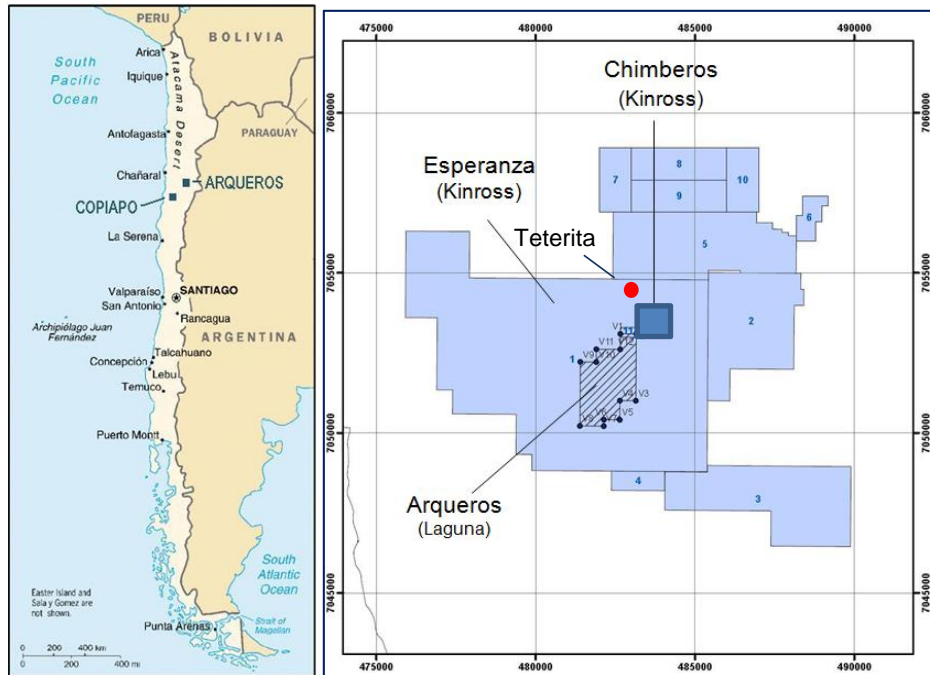 PERU
BOLIVIA
Arica
Iquique
South
Pacific
Ocean
Atacama Desert
PARAGUAY
Antofagasta
Chañaral
ARQUEROS
COPIAPO
La Serena
Valparaíso
SANTIAGO
San Antonio
Rancagua
Archipiélago Juan
Fernández
ARGENTINA
Talcahuano
Concepción
Lebu
Temuco
Puerto Montt
South
Atlantic
Ocean
Easter Island and
Sala y Gomez are
not shown.
Strait of
Magellan
Punta Arenas
0 200 400 km
0 200 400 mi
475000 480000 485000 490000
Chimberos
(Kinross)
7060000 7060000
Esperanza
(Kinross)
7 8 10
9
6
Teterita
5
7055000 7055000
2
V1 11
V11 V12
1 V9 V10
V4 V3
V5
7050000 7050000
4
3
Arqueros
(Laguna)
7045000 7045000
475000 480000 485000 490000